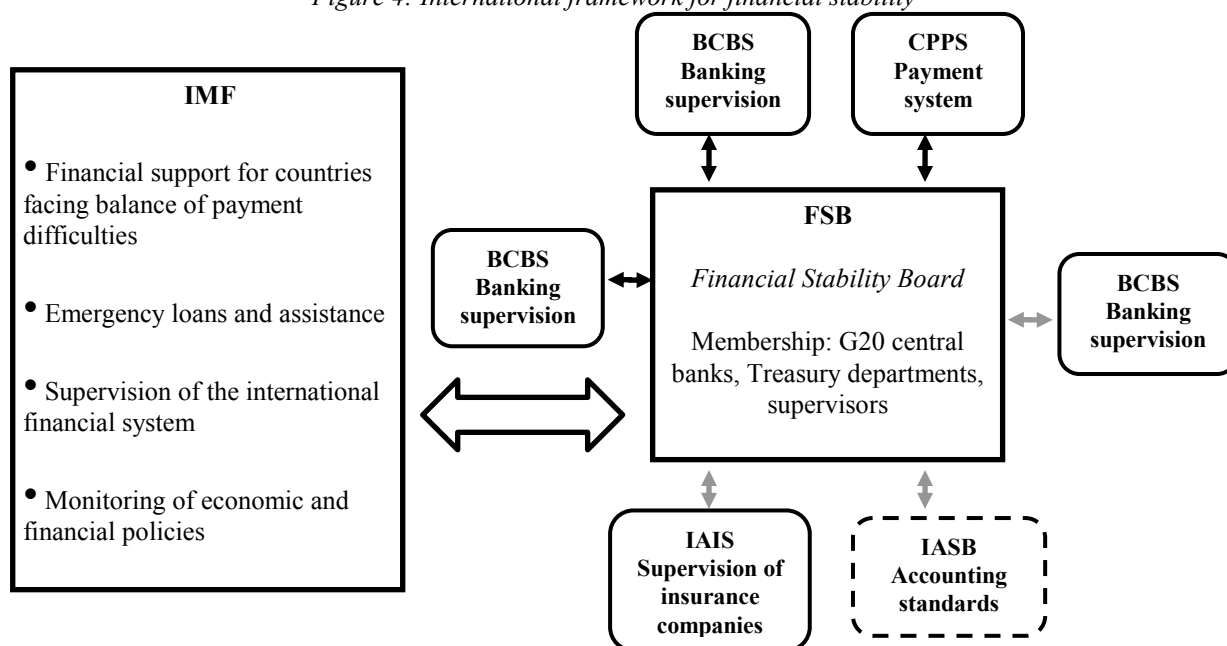 Figure 4: International framework for financial stability
IMF
• Financial support for countries
facing balance of payment
difficulties
• Emergency loans and assistance
• Supervision of the international
financial system
• Monitoring of economic and
financial policies
BCBS
Banking
supervision
CPPS
Payment
system
BCBS
Banking
supervision
FSB
Financial Stability Board
Membership: G20 central
banks, Treasury departments,
supervisors
BCBS
Banking
supervision
IAIS
Supervision of
insurance
companies
IASB
Accounting
standards